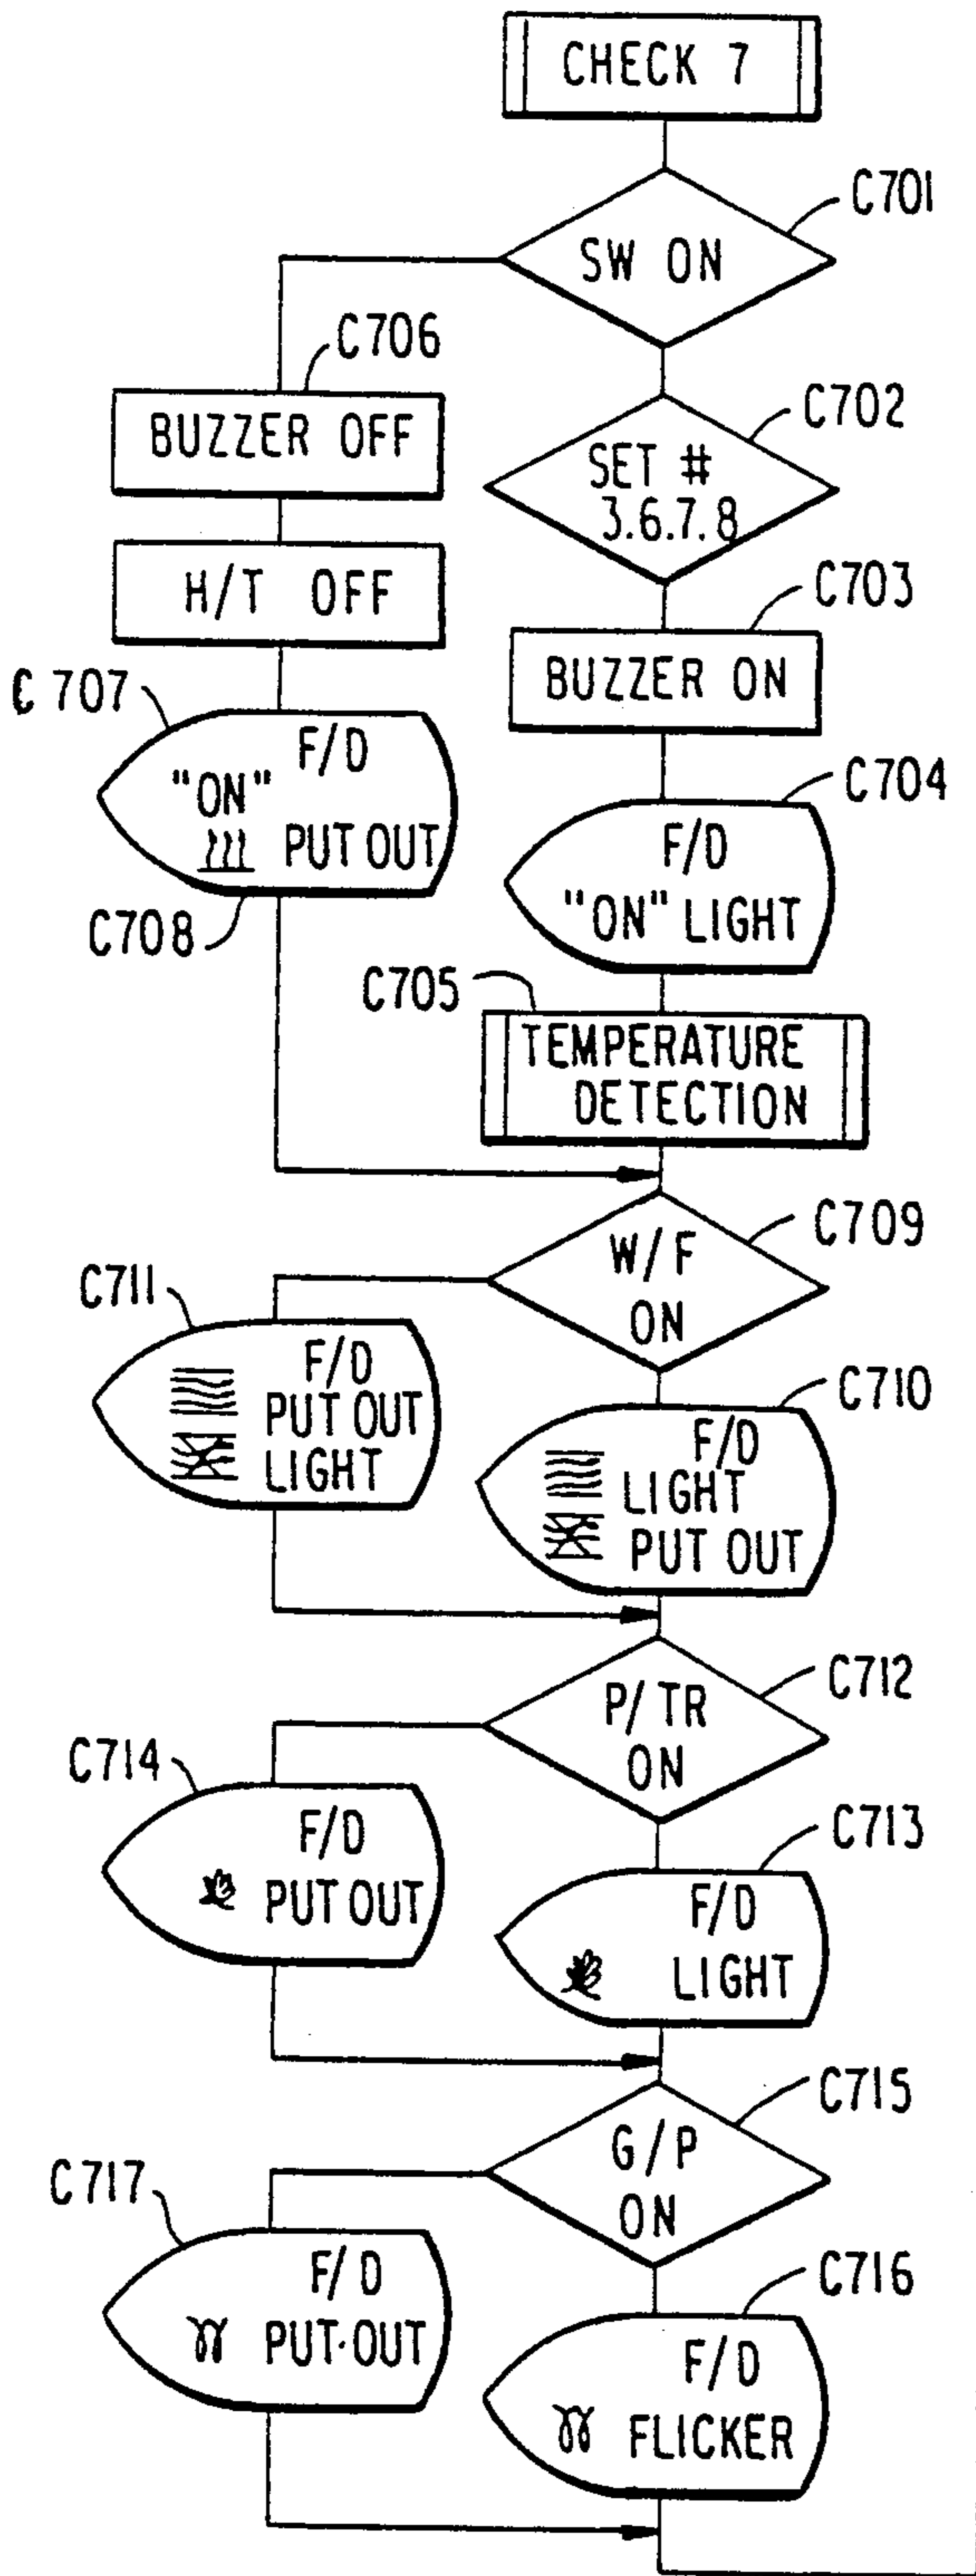 CHECK 7
C701
SW ON
C706
BUZZER OFF
C702
SET #
3.6.7.8
H/T OFF
C703
BUZZER ON
C707
F/D
"ON"
PUT OUT
C708
C704
F/D
"ON" LIGHT
C705
TEMPERATURE
DETECTION
C709
W/F
ON
C711
F/D
PUT OUT
LIGHT
C710
F/D
LIGHT
PUT OUT
C712
P/TR
ON
C714
F/D
PUT OUT
C713
F/D
LIGHT
C715
G/P
ON
C717
F/D
PUT·OUT
C716
F/D
FLICKER